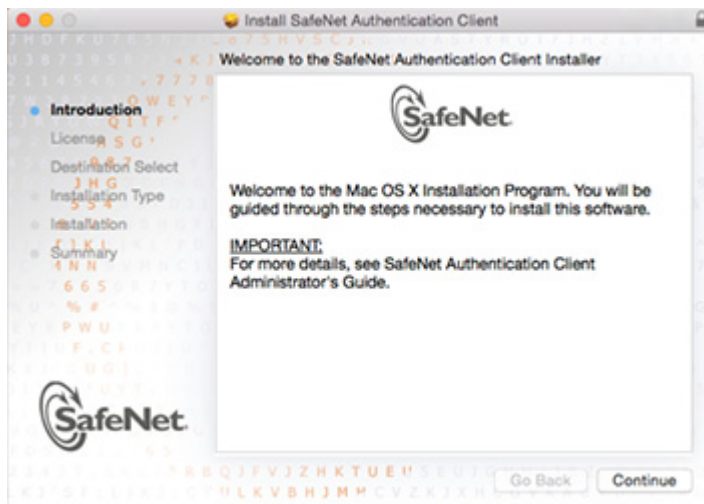 Install SafeNet Authentication Client
Welcome to the SafeNet Authentication Client Installer
Introduction
License
Destination Select
Installation Type
Installation
Summary
SafeNet.
Welcome to the Mac OS X Installation Program. You will be
guided through the steps necessary to install this software.
IMPORTANT:
For more details, see SafeNet Authentication Client
Administrator's Guide.
SafeNet.
Go Back
Continue